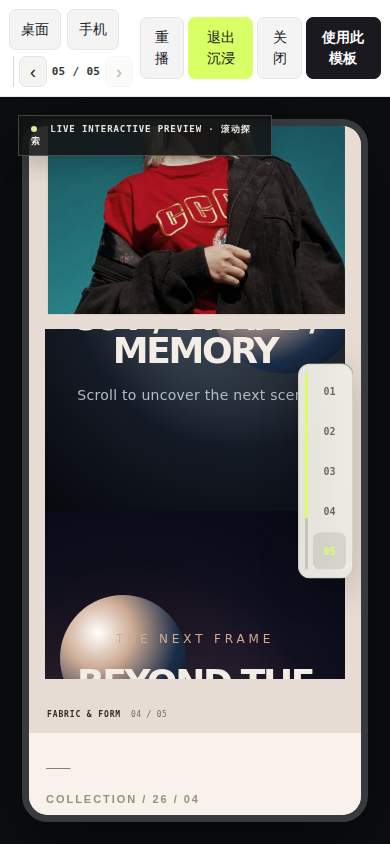 桌面
手机
‹
05 / 05
›
重播
退出
沉浸
关闭
使用此
模板
LIVE INTERACTIVE PREVIEW · 滚动探
索
MEMORY
Scroll to uncover the next scen
01
02
03
04
05
THE NEXT FRAME
BEYOND THE
FABRIC & FORM 04 / 05
COLLECTION / 26 / 04